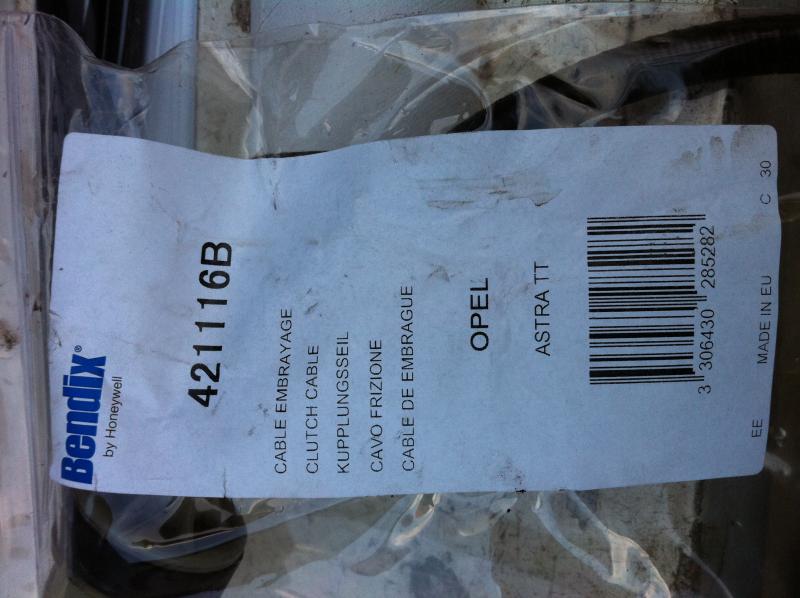 Bendix®
by Honeywell
421116B
CABLE EMBRAYAGE
CLUTCH CABLE
KUPPLUNGSSEIL
CAVO FRIZIONE
CABLE DE EMBRAGUE
OPEL
ASTRA TT
3 306430 285282
EE MADE IN EU C 30